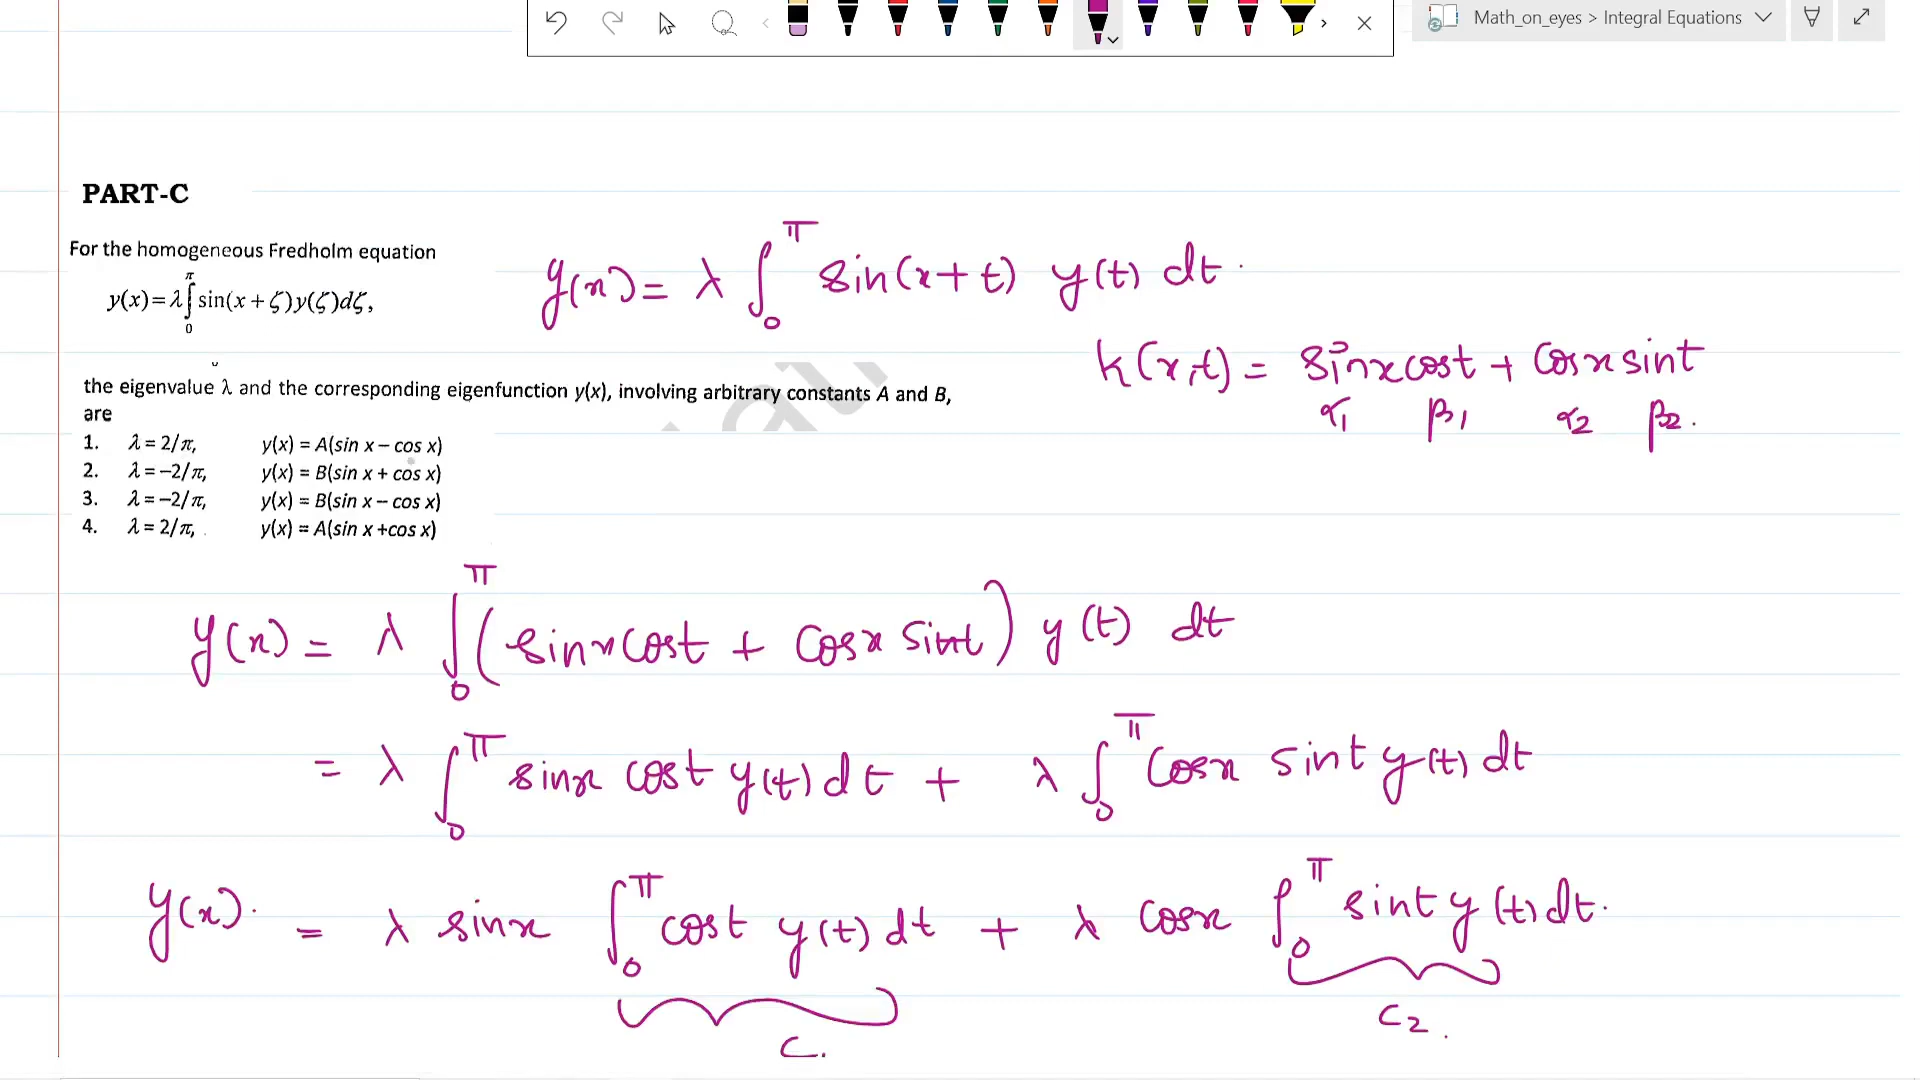 Math_on_eyes > Integral Equations
PART-C
For the homogeneous Fredholm equation
y(x)=λ∫₀^π sin(x+ζ)y(ζ)dζ,
y(x) = λ ∫₀^π sin(x+t) y(t) dt.
k(x,t) = sinx cost + cosx sint
α1 β1 α2 β2.
the eigenvalue λ and the corresponding eigenfunction y(x), involving arbitrary constants A and B,
are
1. λ = 2/π, y(x) = A(sin x – cos x)
2. λ = –2/π, y(x) = B(sin x + cos x)
3. λ = –2/π, y(x) = B(sin x – cos x)
4. λ = 2/π, y(x) = A(sin x +cos x)
y(x) = λ ∫₀^π (sinx cost + cosx sint) y(t) dt
= λ ∫₀^π sinx cost y(t) dt + λ ∫₀^π cosx sint y(t) dt
y(x). = λ sinx ∫₀^π cost y(t) dt + λ cosx ∫₀^π sint y(t) dt.
C. C2.